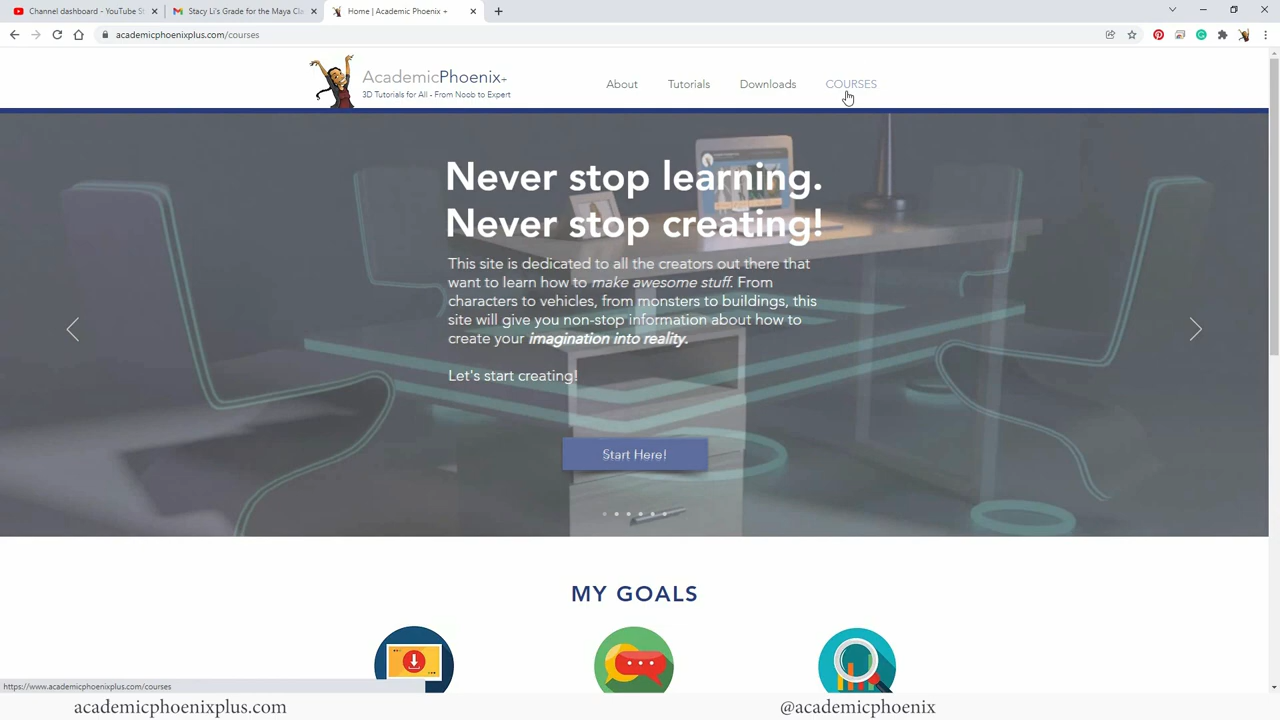 Channel dashboard - YouTube St
Stacy Li's Grade for the Maya Cla
Home | Academic Phoenix +
academicphoenixplus.com/courses
AcademicPhoenix+
3D Tutorials for All - From Noob to Expert
About
Tutorials
Downloads
COURSES
Never stop learning.
Never stop creating!
This site is dedicated to all the creators out there that
want to learn how to make awesome stuff. From
characters to vehicles, from monsters to buildings, this
site will give you non-stop information about how to
create your imagination into reality.
Let's start creating!
Start Here!
MY GOALS
https://www.academicphoenixplus.com/courses
academicphoenixplus.com
@academicphoenix